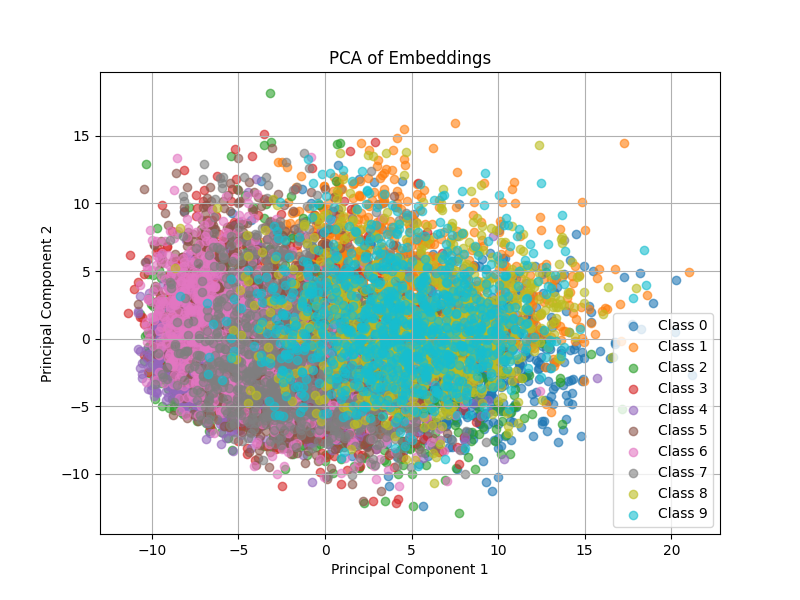 PCA of Embeddings
Principal Component 2
15
10
5
0
−5
−10
−10
−5
0
5
10
15
20
Principal Component 1
Class 0
Class 1
Class 2
Class 3
Class 4
Class 5
Class 6
Class 7
Class 8
Class 9